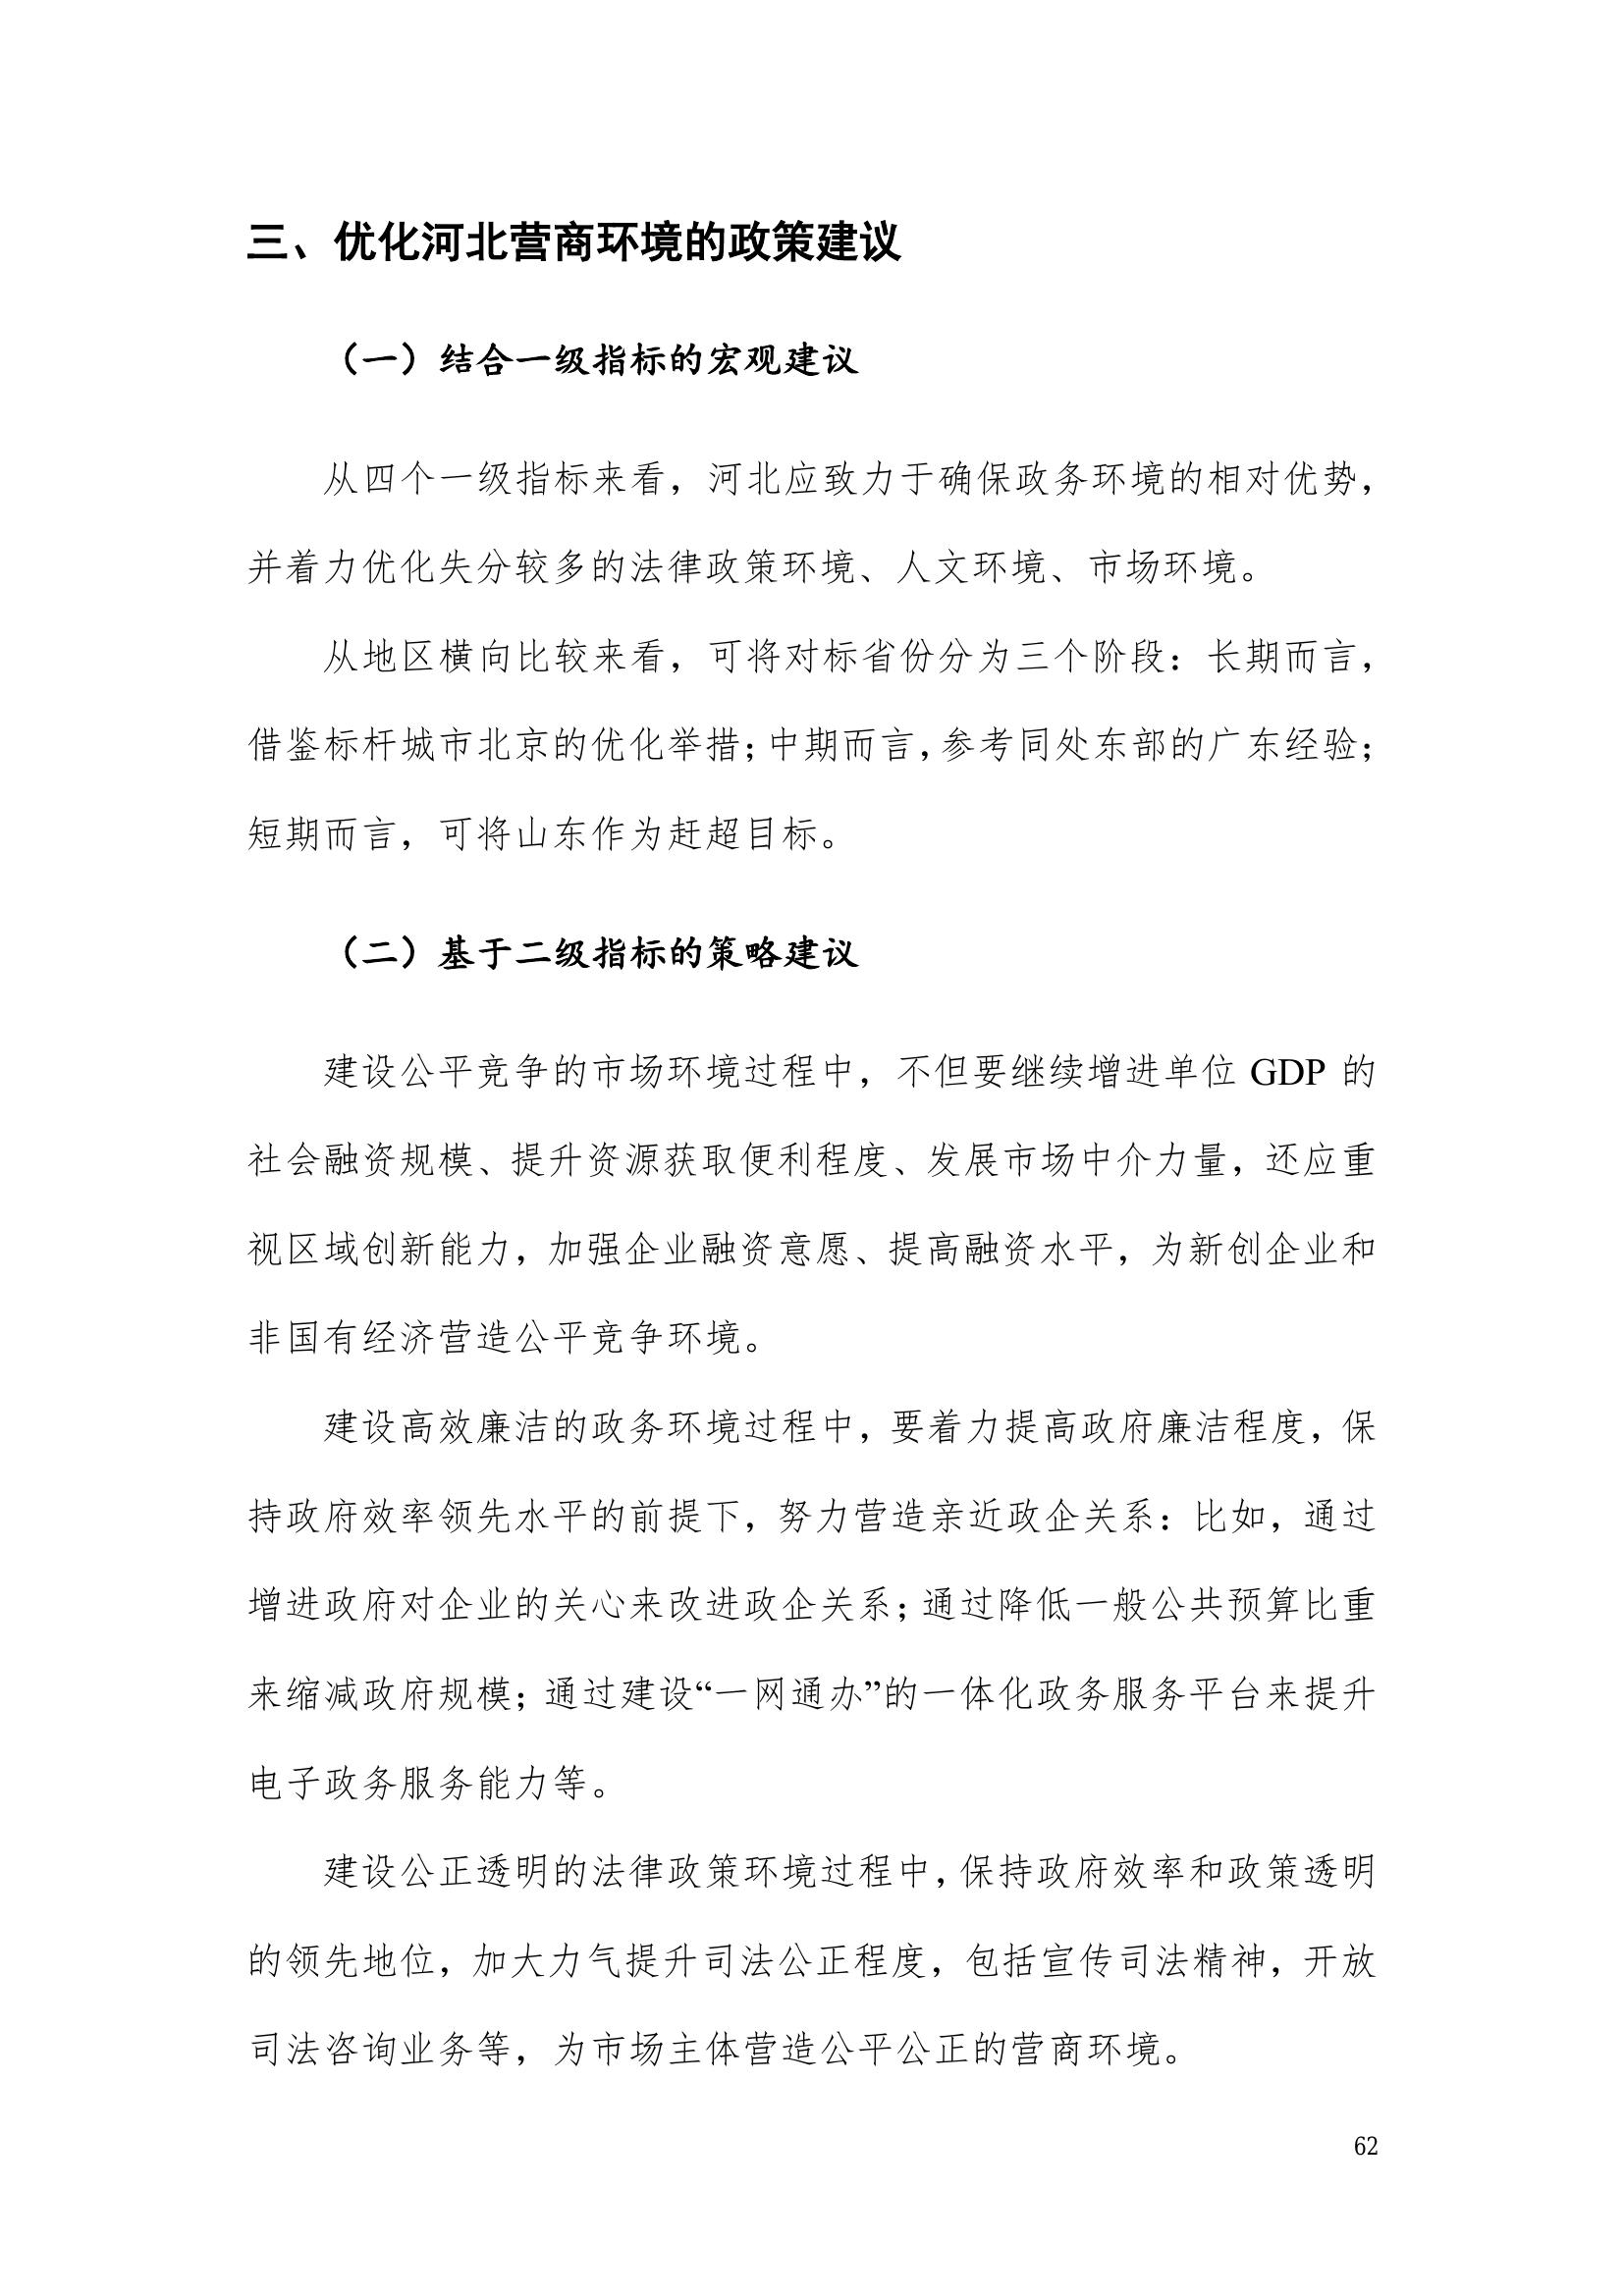 三、优化河北营商环境的政策建议
（一）结合一级指标的宏观建议
从四个一级指标来看，河北应致力于确保政务环境的相对优势，
并着力优化失分较多的法律政策环境、人文环境、市场环境。
从地区横向比较来看，可将对标省份分为三个阶段：长期而言，
借鉴标杆城市北京的优化举措；中期而言，参考同处东部的广东经验；
短期而言，可将山东作为赶超目标。
（二）基于二级指标的策略建议
建设公平竞争的市场环境过程中，不但要继续增进单位 GDP 的
社会融资规模、提升资源获取便利程度、发展市场中介力量，还应重
视区域创新能力，加强企业融资意愿、提高融资水平，为新创企业和
非国有经济营造公平竞争环境。
建设高效廉洁的政务环境过程中，要着力提高政府廉洁程度，保
持政府效率领先水平的前提下，努力营造亲近政企关系：比如，通过
增进政府对企业的关心来改进政企关系；通过降低一般公共预算比重
来缩减政府规模；通过建设“一网通办”的一体化政务服务平台来提升
电子政务服务能力等。
建设公正透明的法律政策环境过程中，保持政府效率和政策透明
的领先地位，加大力气提升司法公正程度，包括宣传司法精神，开放
司法咨询业务等，为市场主体营造公平公正的营商环境。
62